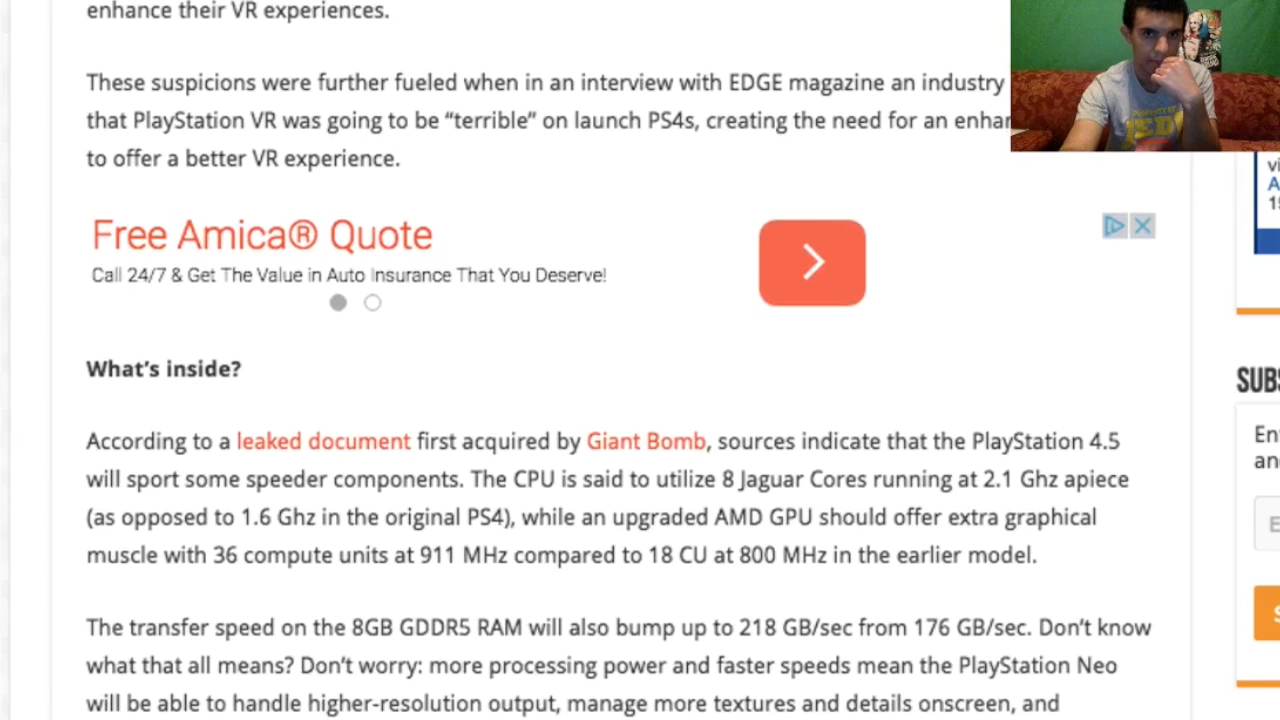 enhance their VR experiences.
These suspicions were further fueled when in an interview with EDGE magazine an industry
that PlayStation VR was going to be “terrible” on launch PS4s, creating the need for an enhan
to offer a better VR experience.
Free Amica® Quote
Call 24/7 & Get The Value in Auto Insurance That You Deserve!
What’s inside?
According to a leaked document first acquired by Giant Bomb, sources indicate that the PlayStation 4.5
will sport some speeder components. The CPU is said to utilize 8 Jaguar Cores running at 2.1 Ghz apiece
(as opposed to 1.6 Ghz in the original PS4), while an upgraded AMD GPU should offer extra graphical
muscle with 36 compute units at 911 MHz compared to 18 CU at 800 MHz in the earlier model.
The transfer speed on the 8GB GDDR5 RAM will also bump up to 218 GB/sec from 176 GB/sec. Don’t know
what that all means? Don’t worry: more processing power and faster speeds mean the PlayStation Neo
will be able to handle higher-resolution output, manage more textures and details onscreen, and
vi
A
SUBS
En
an
E
S